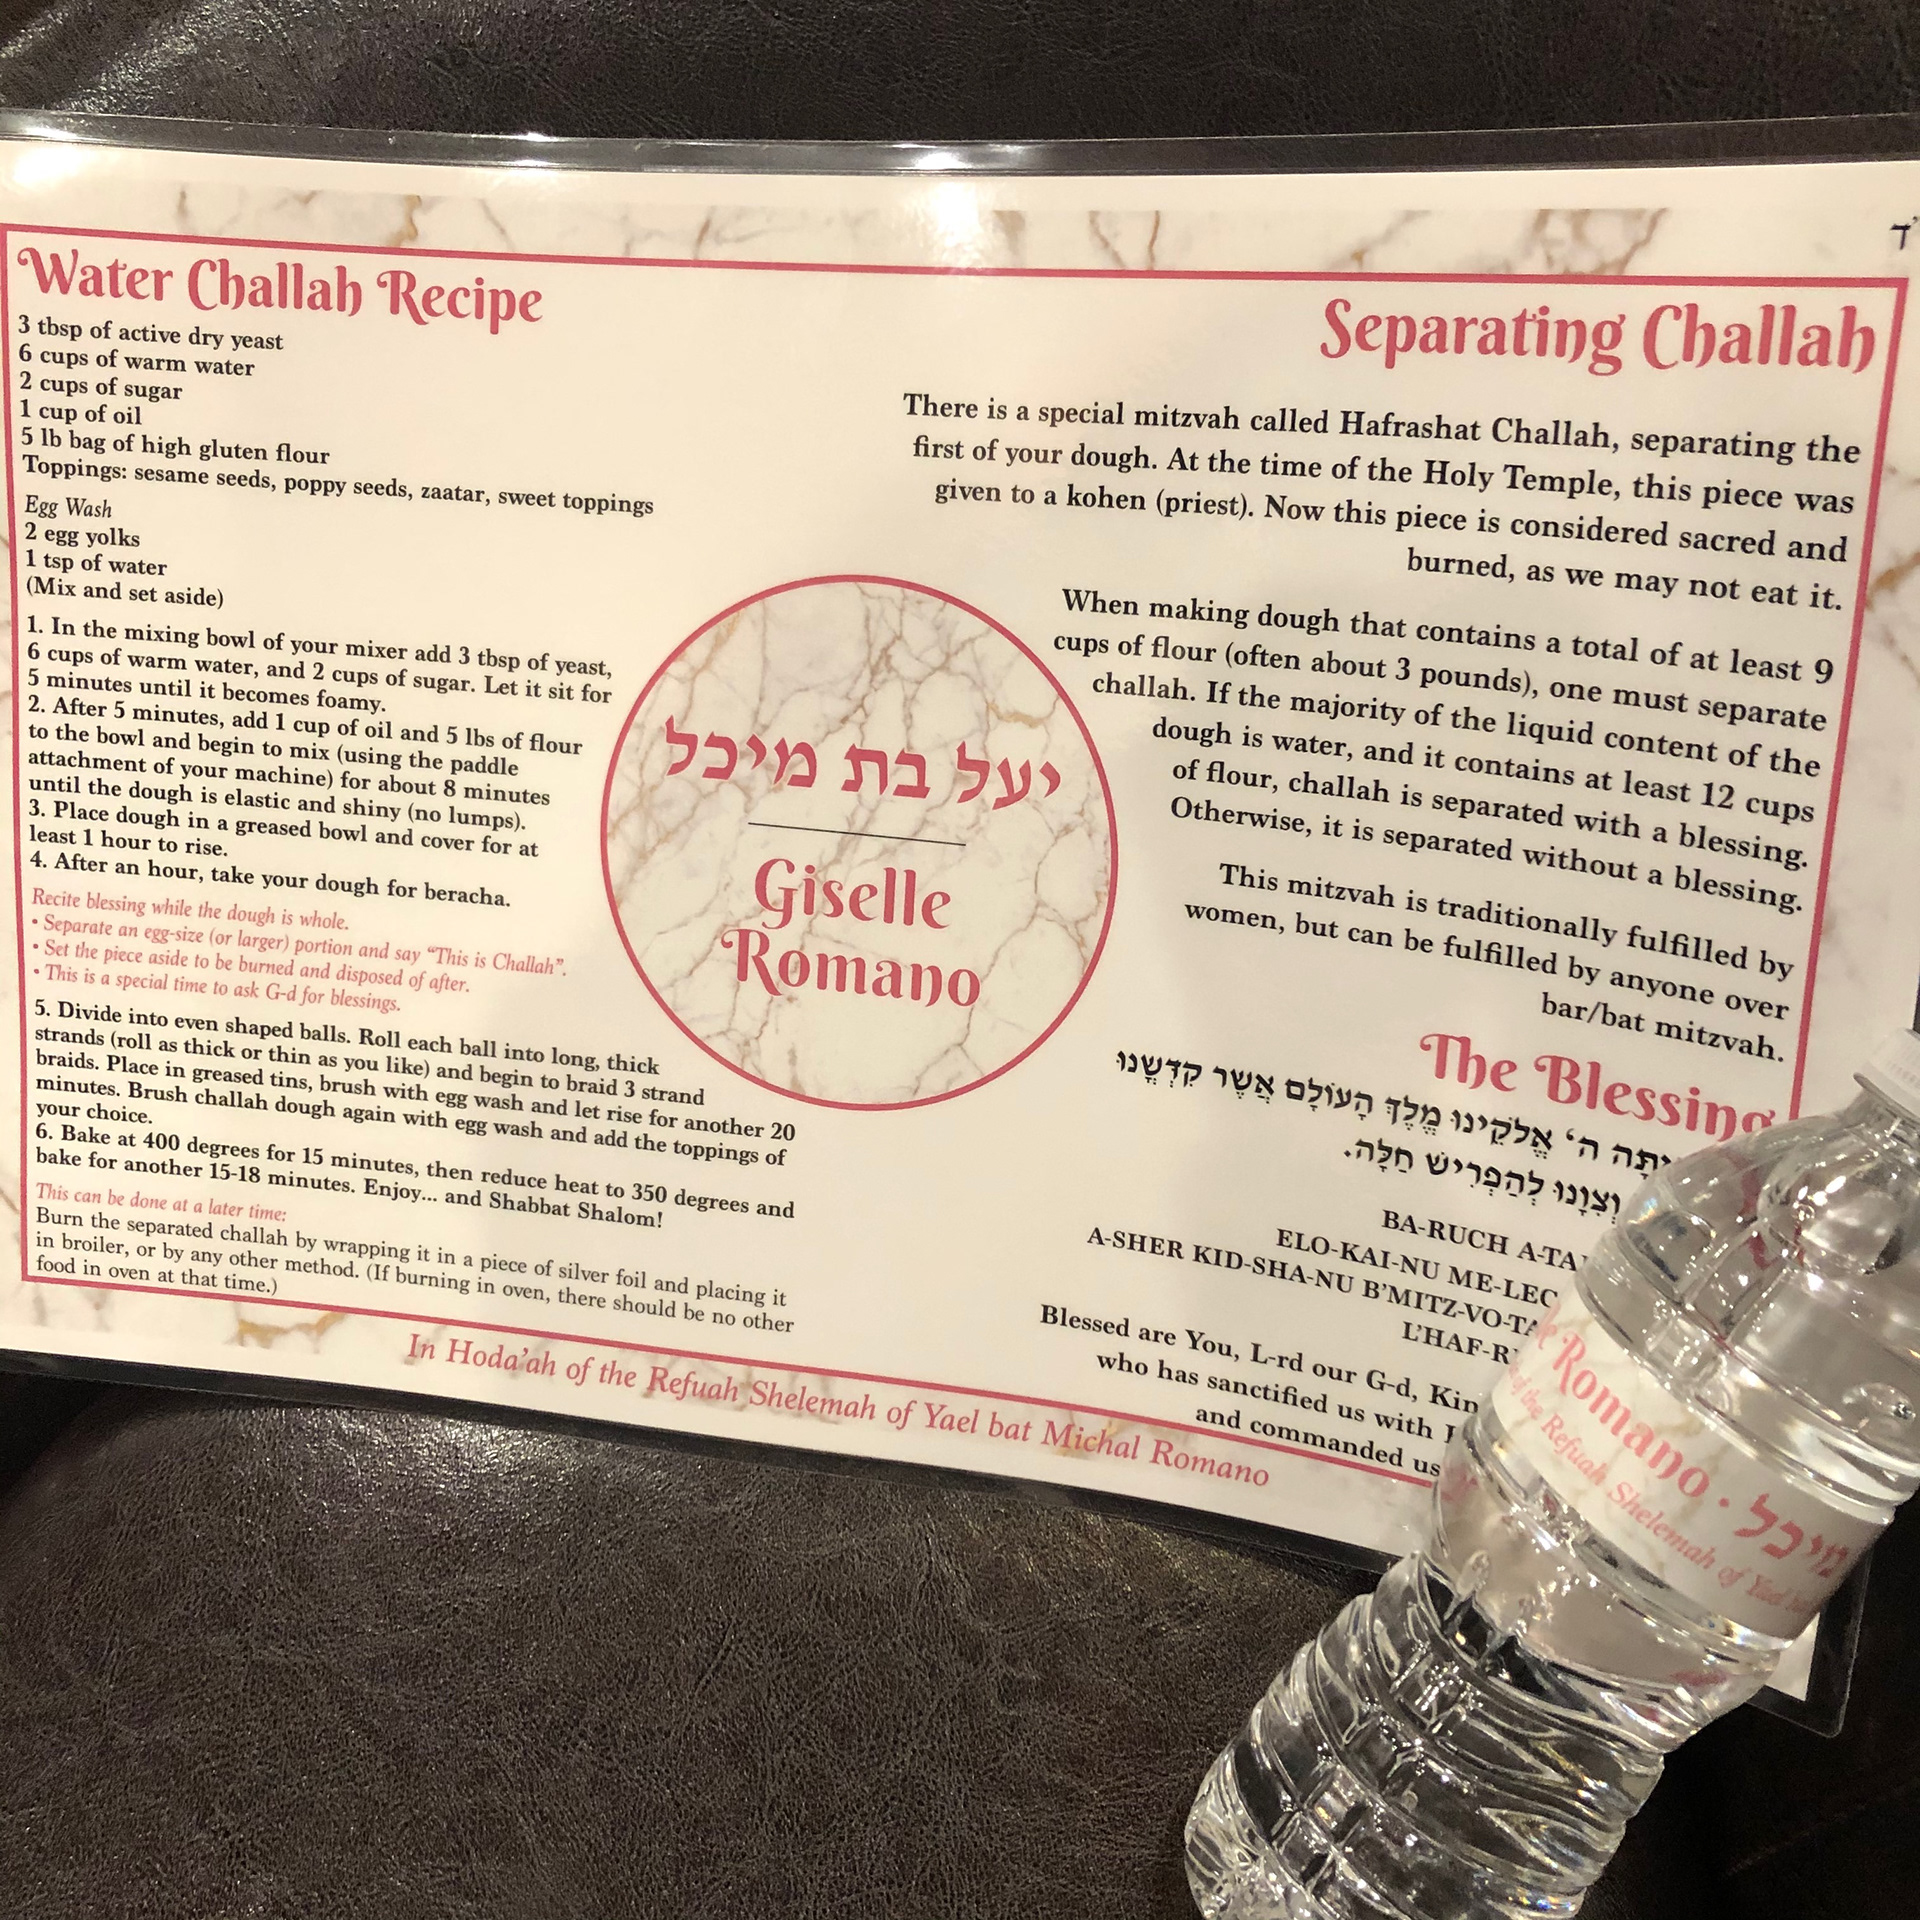 ד'
Water Challah Recipe
3 tbsp of active dry yeast
6 cups of warm water
2 cups of sugar
1 cup of oil
5 lb bag of high gluten flour
Toppings: sesame seeds, poppy seeds, zaatar, sweet toppings
Egg Wash
2 egg yolks
1 tsp of water
(Mix and set aside)
1. In the mixing bowl of your mixer add 3 tbsp of yeast,
6 cups of warm water, and 2 cups of sugar. Let it sit for
5 minutes until it becomes foamy.
2. After 5 minutes, add 1 cup of oil and 5 lbs of flour
to the bowl and begin to mix (using the paddle
attachment of your machine) for about 8 minutes
until the dough is elastic and shiny (no lumps).
3. Place dough in a greased bowl and cover for at
least 1 hour to rise.
4. After an hour, take your dough for beracha.
Recite blessing while the dough is whole.
• Separate an egg-size (or larger) portion and say “This is Challah”.
• Set the piece aside to be burned and disposed of after.
• This is a special time to ask G-d for blessings.
5. Divide into even shaped balls. Roll each ball into long, thick
strands (roll as thick or thin as you like) and begin to braid 3 strand
braids. Place in greased tins, brush with egg wash and let rise for another 20
minutes. Brush challah dough again with egg wash and add the toppings of
your choice.
6. Bake at 400 degrees for 15 minutes, then reduce heat to 350 degrees and
bake for another 15-18 minutes. Enjoy... and Shabbat Shalom!
This can be done at a later time:
Burn the separated challah by wrapping it in a piece of silver foil and placing it
in broiler, or by any other method. (If burning in oven, there should be no other
food in oven at that time.)
יעל בת מיכל
Giselle
Romano
Separating Challah
There is a special mitzvah called Hafrashat Challah, separating the
first of your dough. At the time of the Holy Temple, this piece was
given to a kohen (priest). Now this piece is considered sacred and
burned, as we may not eat it.
When making dough that contains a total of at least 9
cups of flour (often about 3 pounds), one must separate
challah. If the majority of the liquid content of the
dough is water, and it contains at least 12 cups
of flour, challah is separated with a blessing.
Otherwise, it is separated without a blessing.
This mitzvah is traditionally fulfilled by
women, but can be fulfilled by anyone over
bar/bat mitzvah.
The Blessing
ה' אֱלֹקֵינוּ מֶלֶךְ הָעוֹלָם אֲשֶׁר קִדְּשָׁנוּ
וְצִוָּנוּ לְהַפְרִישׁ חַלָּה.
BA-RUCH A-TA
ELO-KAI-NU ME-LEC
A-SHER KID-SHA-NU B’MITZ-VO-TA
L’HAF-R
Blessed are You, L-rd our G-d, Kin
who has sanctified us with
and commanded us
In Hoda’ah of the Refuah Shelemah of Yael bat Michal Romano
Romano · מיכל
of the Refuah Shelemah of Yael